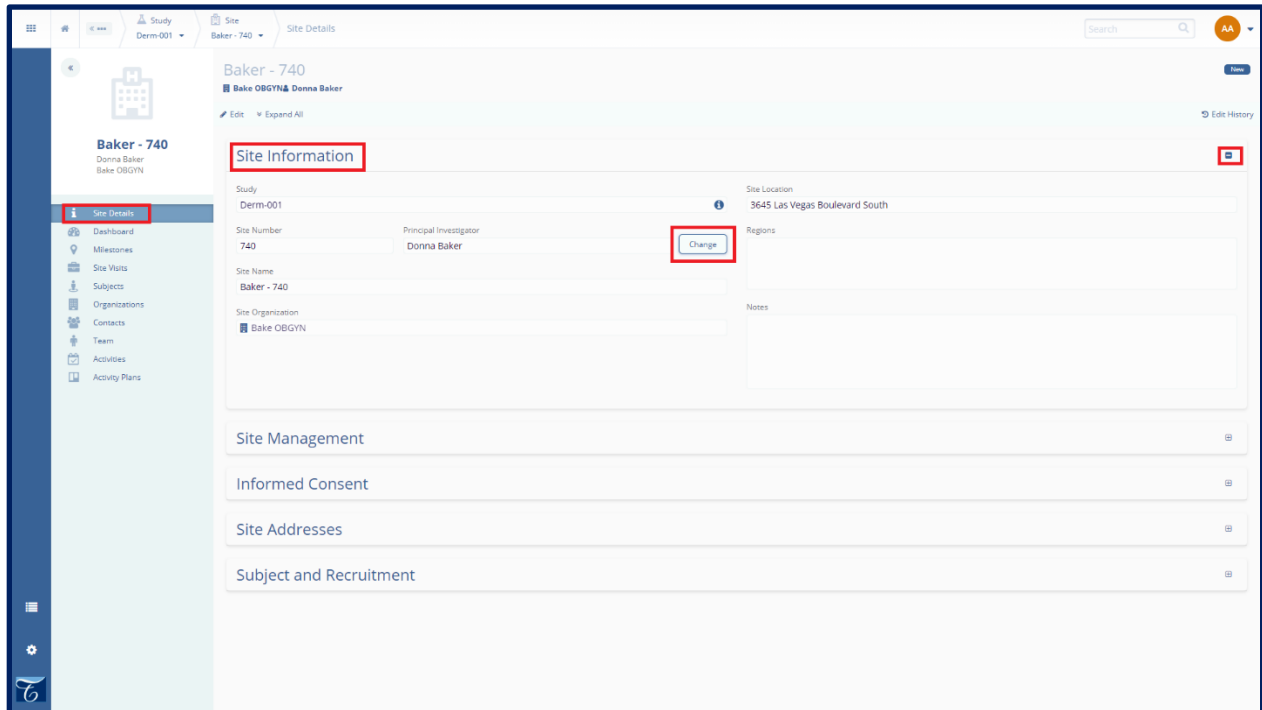 Study
Derm-001
Site
Baker - 740
Site Details
Search
AA
Baker - 740
Donna Baker
Bake OBGYN
Site Details
Dashboard
Milestones
Site Visits
Subjects
Organizations
Contacts
Team
Activities
Activity Plans
Baker - 740
Bake OBGYN Donna Baker
New
Edit Expand All
Edit History
Site Information
Study
Derm-001
Site Number
740
Principal Investigator
Donna Baker
Change
Site Name
Baker - 740
Site Organization
Bake OBGYN
Site Location
3645 Las Vegas Boulevard South
Regions
Notes
Site Management
Informed Consent
Site Addresses
Subject and Recruitment